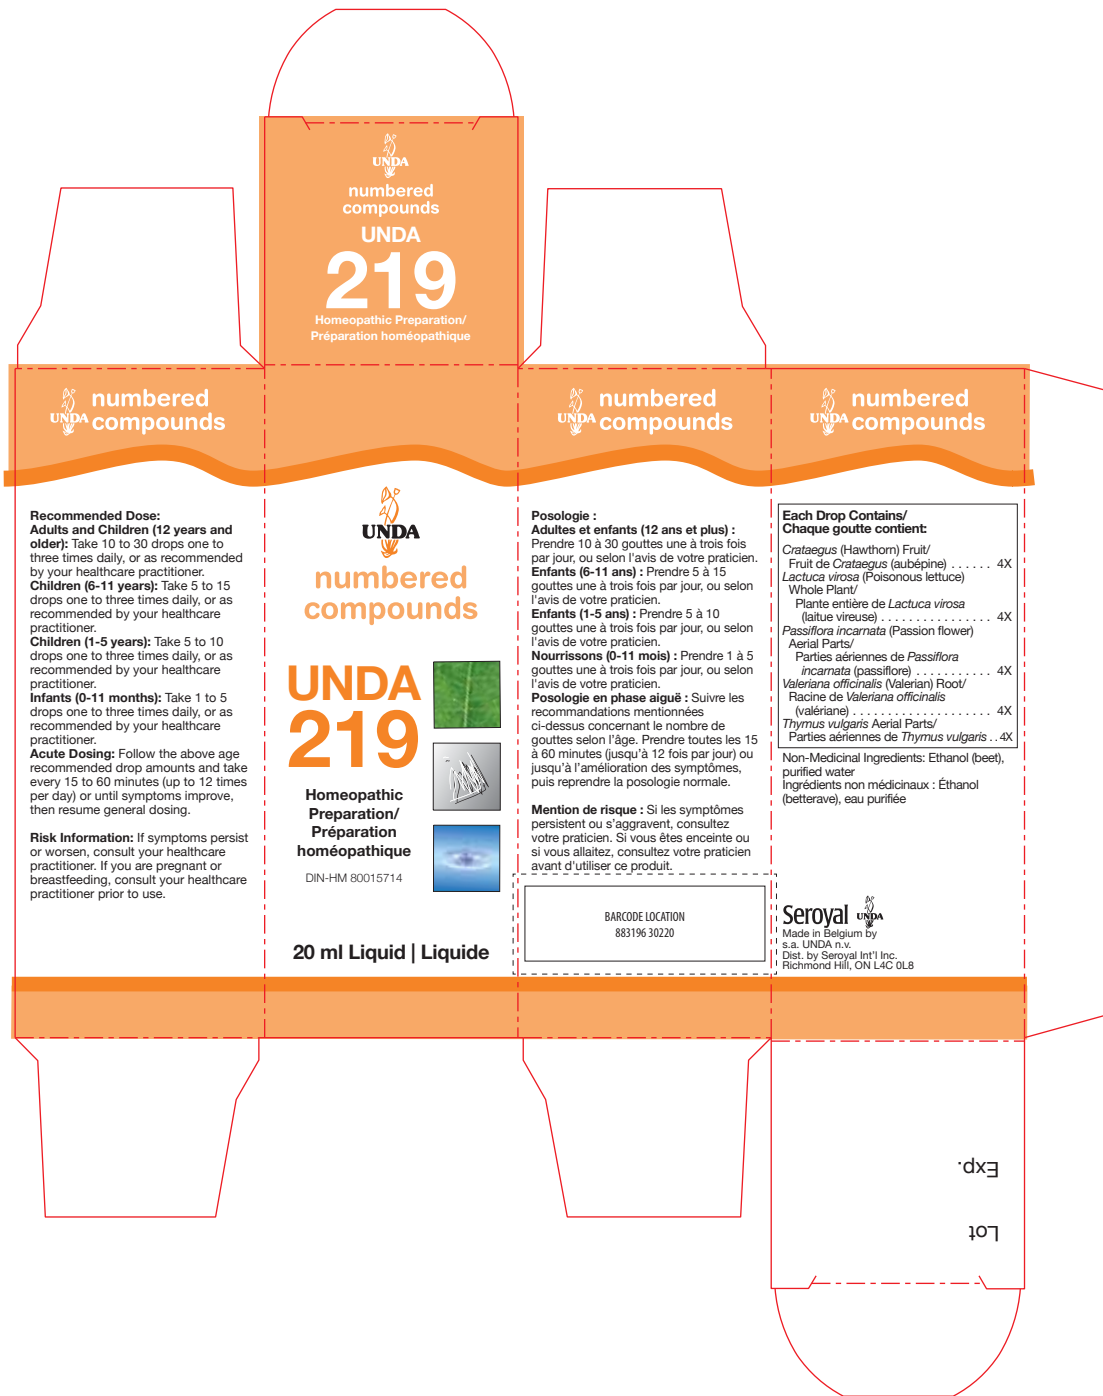 UNDA
numbered
compounds
UNDA
219
Homeopathic Preparation/
Préparation homéopathique
UNDA
numbered
compounds
UNDA
numbered
compounds
UNDA
numbered
compounds
Recommended Dose:
Adults and Children (12 years and
older): Take 10 to 30 drops one to
three times daily, or as recommended
by your healthcare practitioner.
Children (6-11 years): Take 5 to 15
drops one to three times daily, or as
recommended by your healthcare
practitioner.
Children (1-5 years): Take 5 to 10
drops one to three times daily, or as
recommended by your healthcare
practitioner.
Infants (0-11 months): Take 1 to 5
drops one to three times daily, or as
recommended by your healthcare
practitioner.
Acute Dosing: Follow the above age
recommended drop amounts and take
every 15 to 60 minutes (up to 12 times
per day) or until symptoms improve,
then resume general dosing.
Risk Information: If symptoms persist
or worsen, consult your healthcare
practitioner. If you are pregnant or
breastfeeding, consult your healthcare
practitioner prior to use.
UNDA
numbered
compounds
UNDA
219
Homeopathic
Preparation/
Préparation
homéopathique
DIN-HM 80015714
20 ml Liquid | Liquide
Posologie :
Adultes et enfants (12 ans et plus) :
Prendre 10 à 30 gouttes une à trois fois
par jour, ou selon l'avis de votre praticien.
Enfants (6-11 ans) : Prendre 5 à 15
gouttes une à trois fois par jour, ou selon
l'avis de votre praticien.
Enfants (1-5 ans) : Prendre 5 à 10
gouttes une à trois fois par jour, ou selon
l'avis de votre praticien.
Nourrissons (0-11 mois) : Prendre 1 à 5
gouttes une à trois fois par jour, ou selon
l'avis de votre praticien.
Posologie en phase aiguë : Suivre les
recommandations mentionnées
ci-dessus concernant le nombre de
gouttes selon l'âge. Prendre toutes les 15
à 60 minutes (jusqu'à 12 fois par jour) ou
jusqu'à l'amélioration des symptômes,
puis reprendre la posologie normale.
Mention de risque : Si les symptômes
persistent ou s'aggravent, consultez
votre praticien. Si vous êtes enceinte ou
si vous allaitez, consultez votre praticien
avant d'utiliser ce produit.
BARCODE LOCATION
883196 30220
Each Drop Contains/
Chaque goutte contient:
Crataegus (Hawthorn) Fruit/
Fruit de Crataegus (aubépine) . . . . . . 4X
Lactuca virosa (Poisonous lettuce)
Whole Plant/
Plante entière de Lactuca virosa
(laitue vireuse) . . . . . . . . . . . . . . . . 4X
Passiflora incarnata (Passion flower)
Aerial Parts/
Parties aériennes de Passiflora
incarnata (passiflore) . . . . . . . . . . . 4X
Valeriana officinalis (Valerian) Root/
Racine de Valeriana officinalis
(valériane) . . . . . . . . . . . . . . . . . . . . 4X
Thymus vulgaris Aerial Parts/
Parties aériennes de Thymus vulgaris . . 4X
Non-Medicinal Ingredients: Ethanol (beet),
purified water
Ingrédients non médicinaux : Éthanol
(betterave), eau purifiée
Seroyal UNDA
Made in Belgium by
s.a. UNDA n.v.
Dist. by Seroyal Int'l Inc.
Richmond Hill, ON L4C 0L8
Lot
Exp.